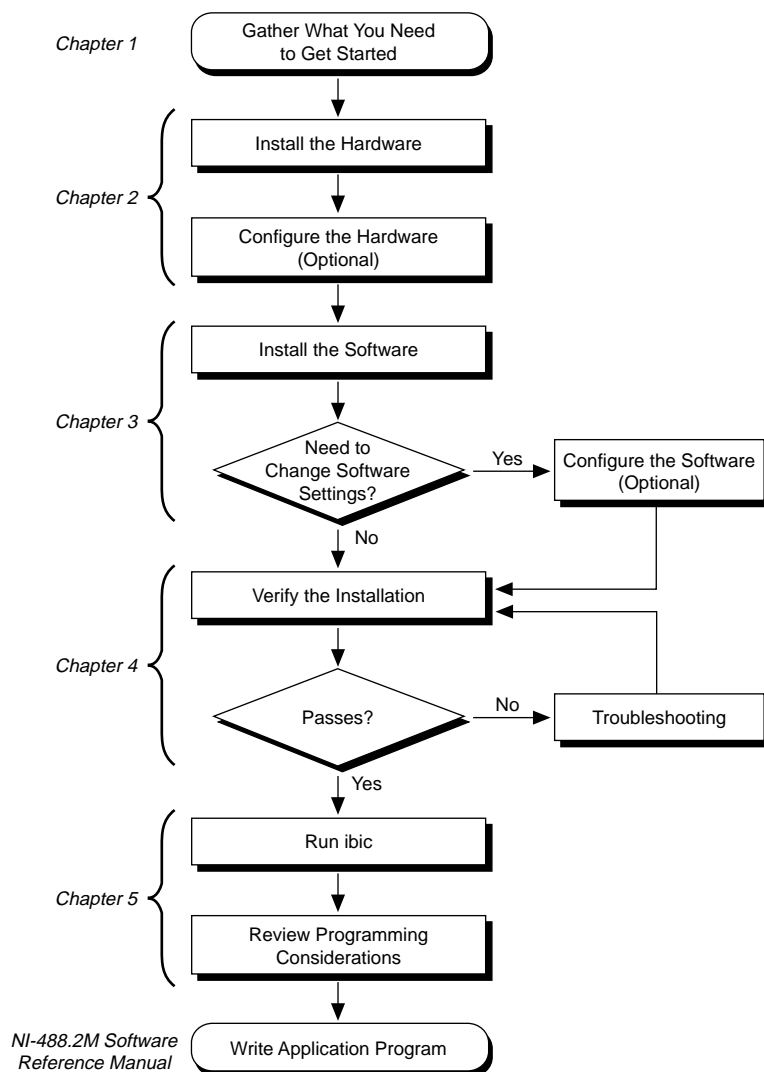 Chapter 1
Gather What You Need
to Get Started
Install the Hardware
Chapter 2
Configure the Hardware
(Optional)
Install the Software
Chapter 3
Need to
Change Software
Settings?
Yes
Configure the Software
(Optional)
No
Verify the Installation
Chapter 4
Passes?
No
Troubleshooting
Yes
Run ibic
Chapter 5
Review Programming
Considerations
NI-488.2M Software
Reference Manual
Write Application Program